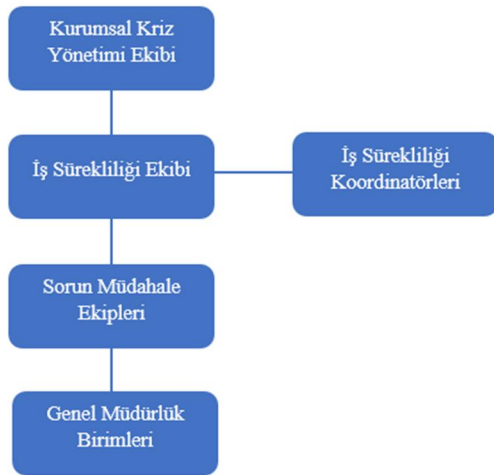 Kurumsal Kriz
Yönetimi Ekibi
İş Sürekliliği Ekibi
İş Sürekliliği
Koordinatörleri
Sorun Müdahale
Ekipleri
Genel Müdürlük
Birimleri